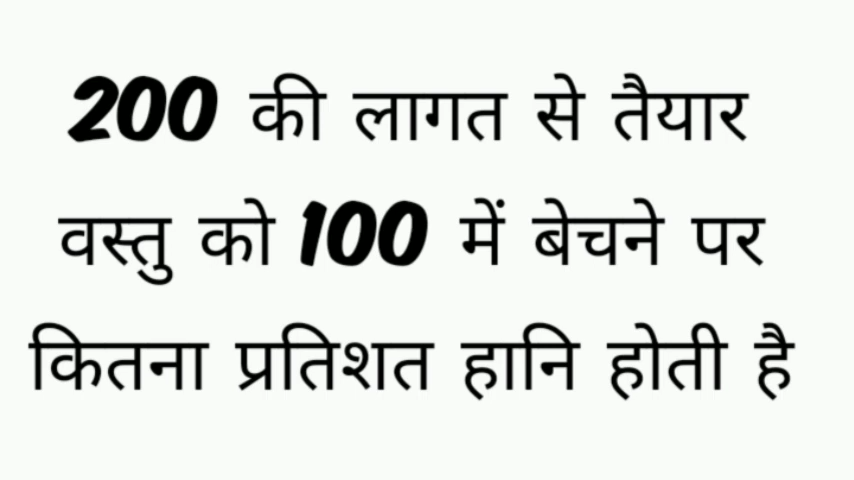 200 की लागत से तैयार
वस्तु को 100 में बेचने पर
कितना प्रतिशत हानि होती है